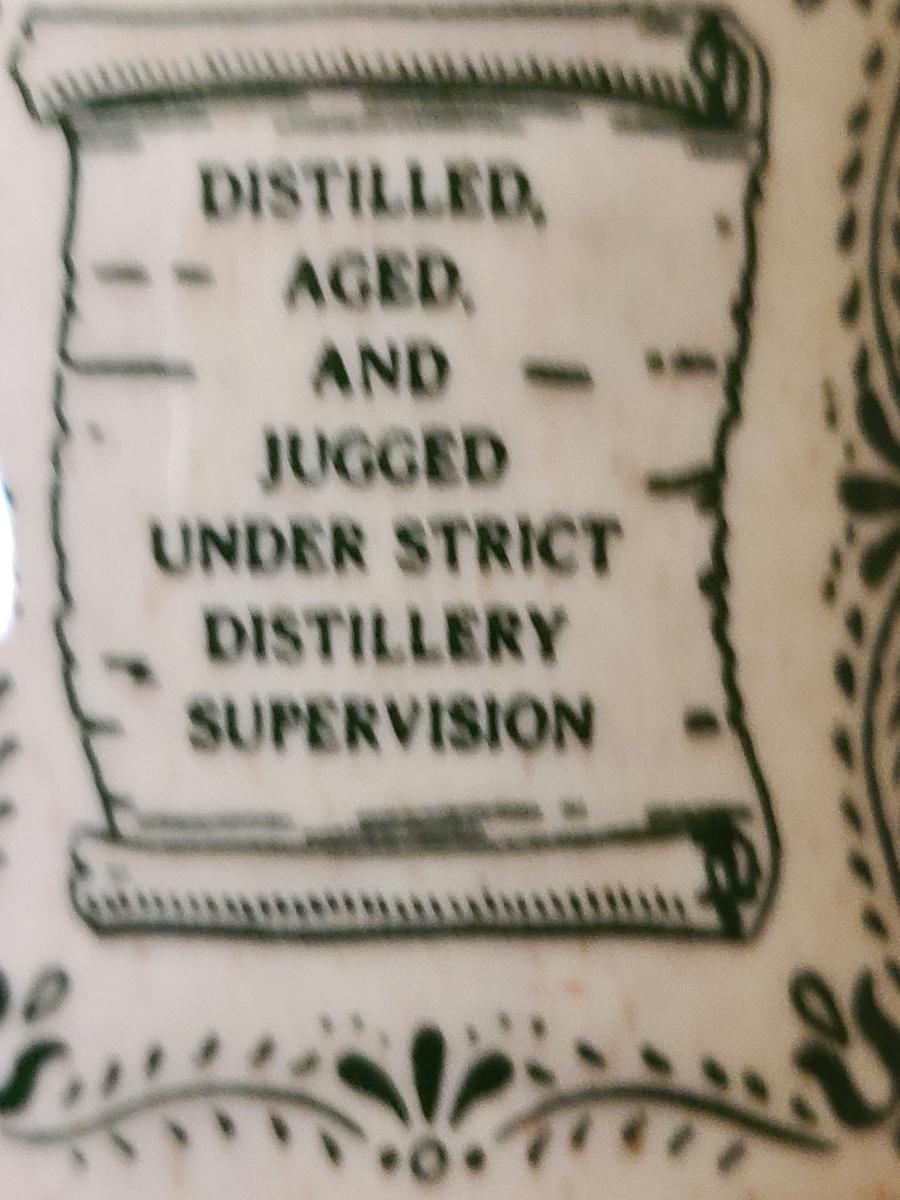 DISTILLED,
AGED,
AND
JUGGED
UNDER STRICT
DISTILLERY
SUPERVISION